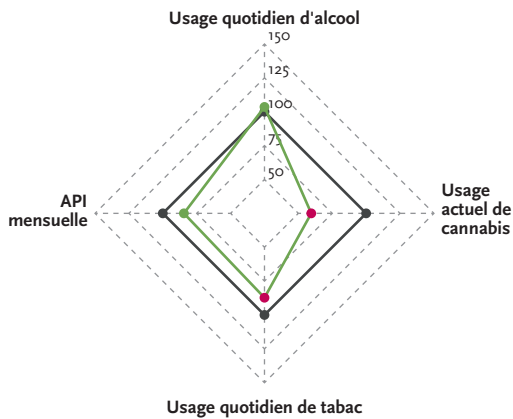 Usage quotidien d'alcool
150
125
100
75
50
API
mensuelle
Usage
actuel de
cannabis
Usage quotidien de tabac